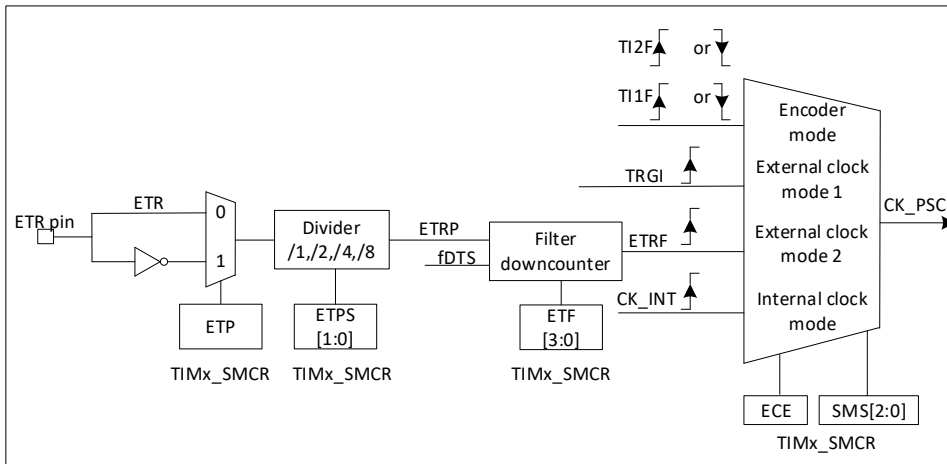 TI2F or
TI1F or
Encoder
mode
TRGI
External clock
mode 1
CK_PSC
ETR pin
ETR
0
1
Divider
/1,/2,/4,/8
ETRP
fDTS
Filter
downcounter
ETRF
External clock
mode 2
CK_INT
Internal clock
mode
ETP
ETPS
[1:0]
ETF
[3:0]
TIMx_SMCR
TIMx_SMCR
TIMx_SMCR
ECE
SMS[2:0]
TIMx_SMCR